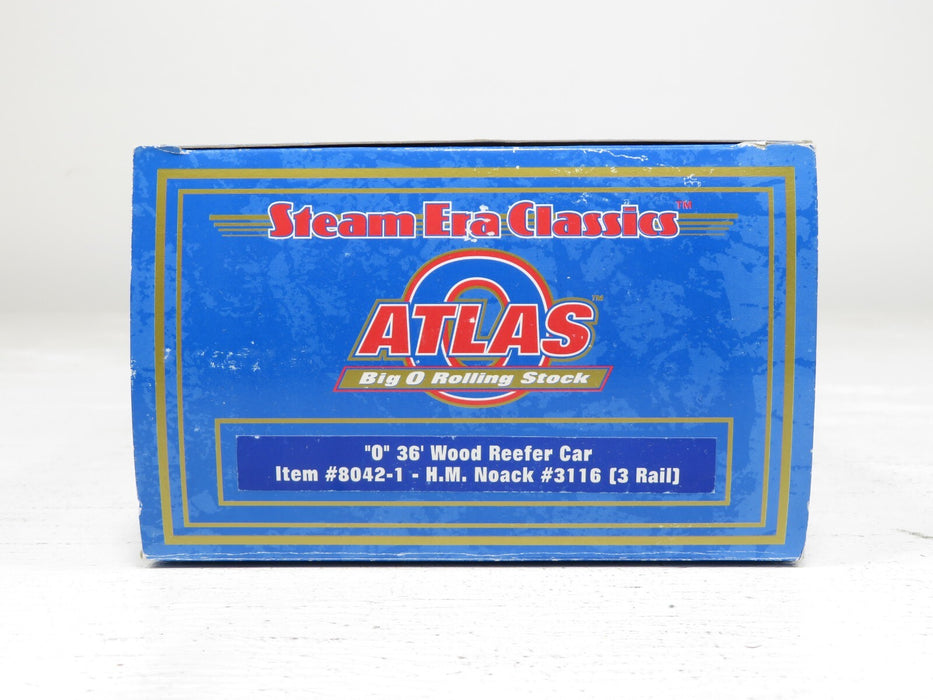 Steam Era Classics™
O
ATLAS™
Big O Rolling Stock
"O" 36' Wood Reefer Car
Item #8042-1 - H.M. Noack #3116 (3 Rail)